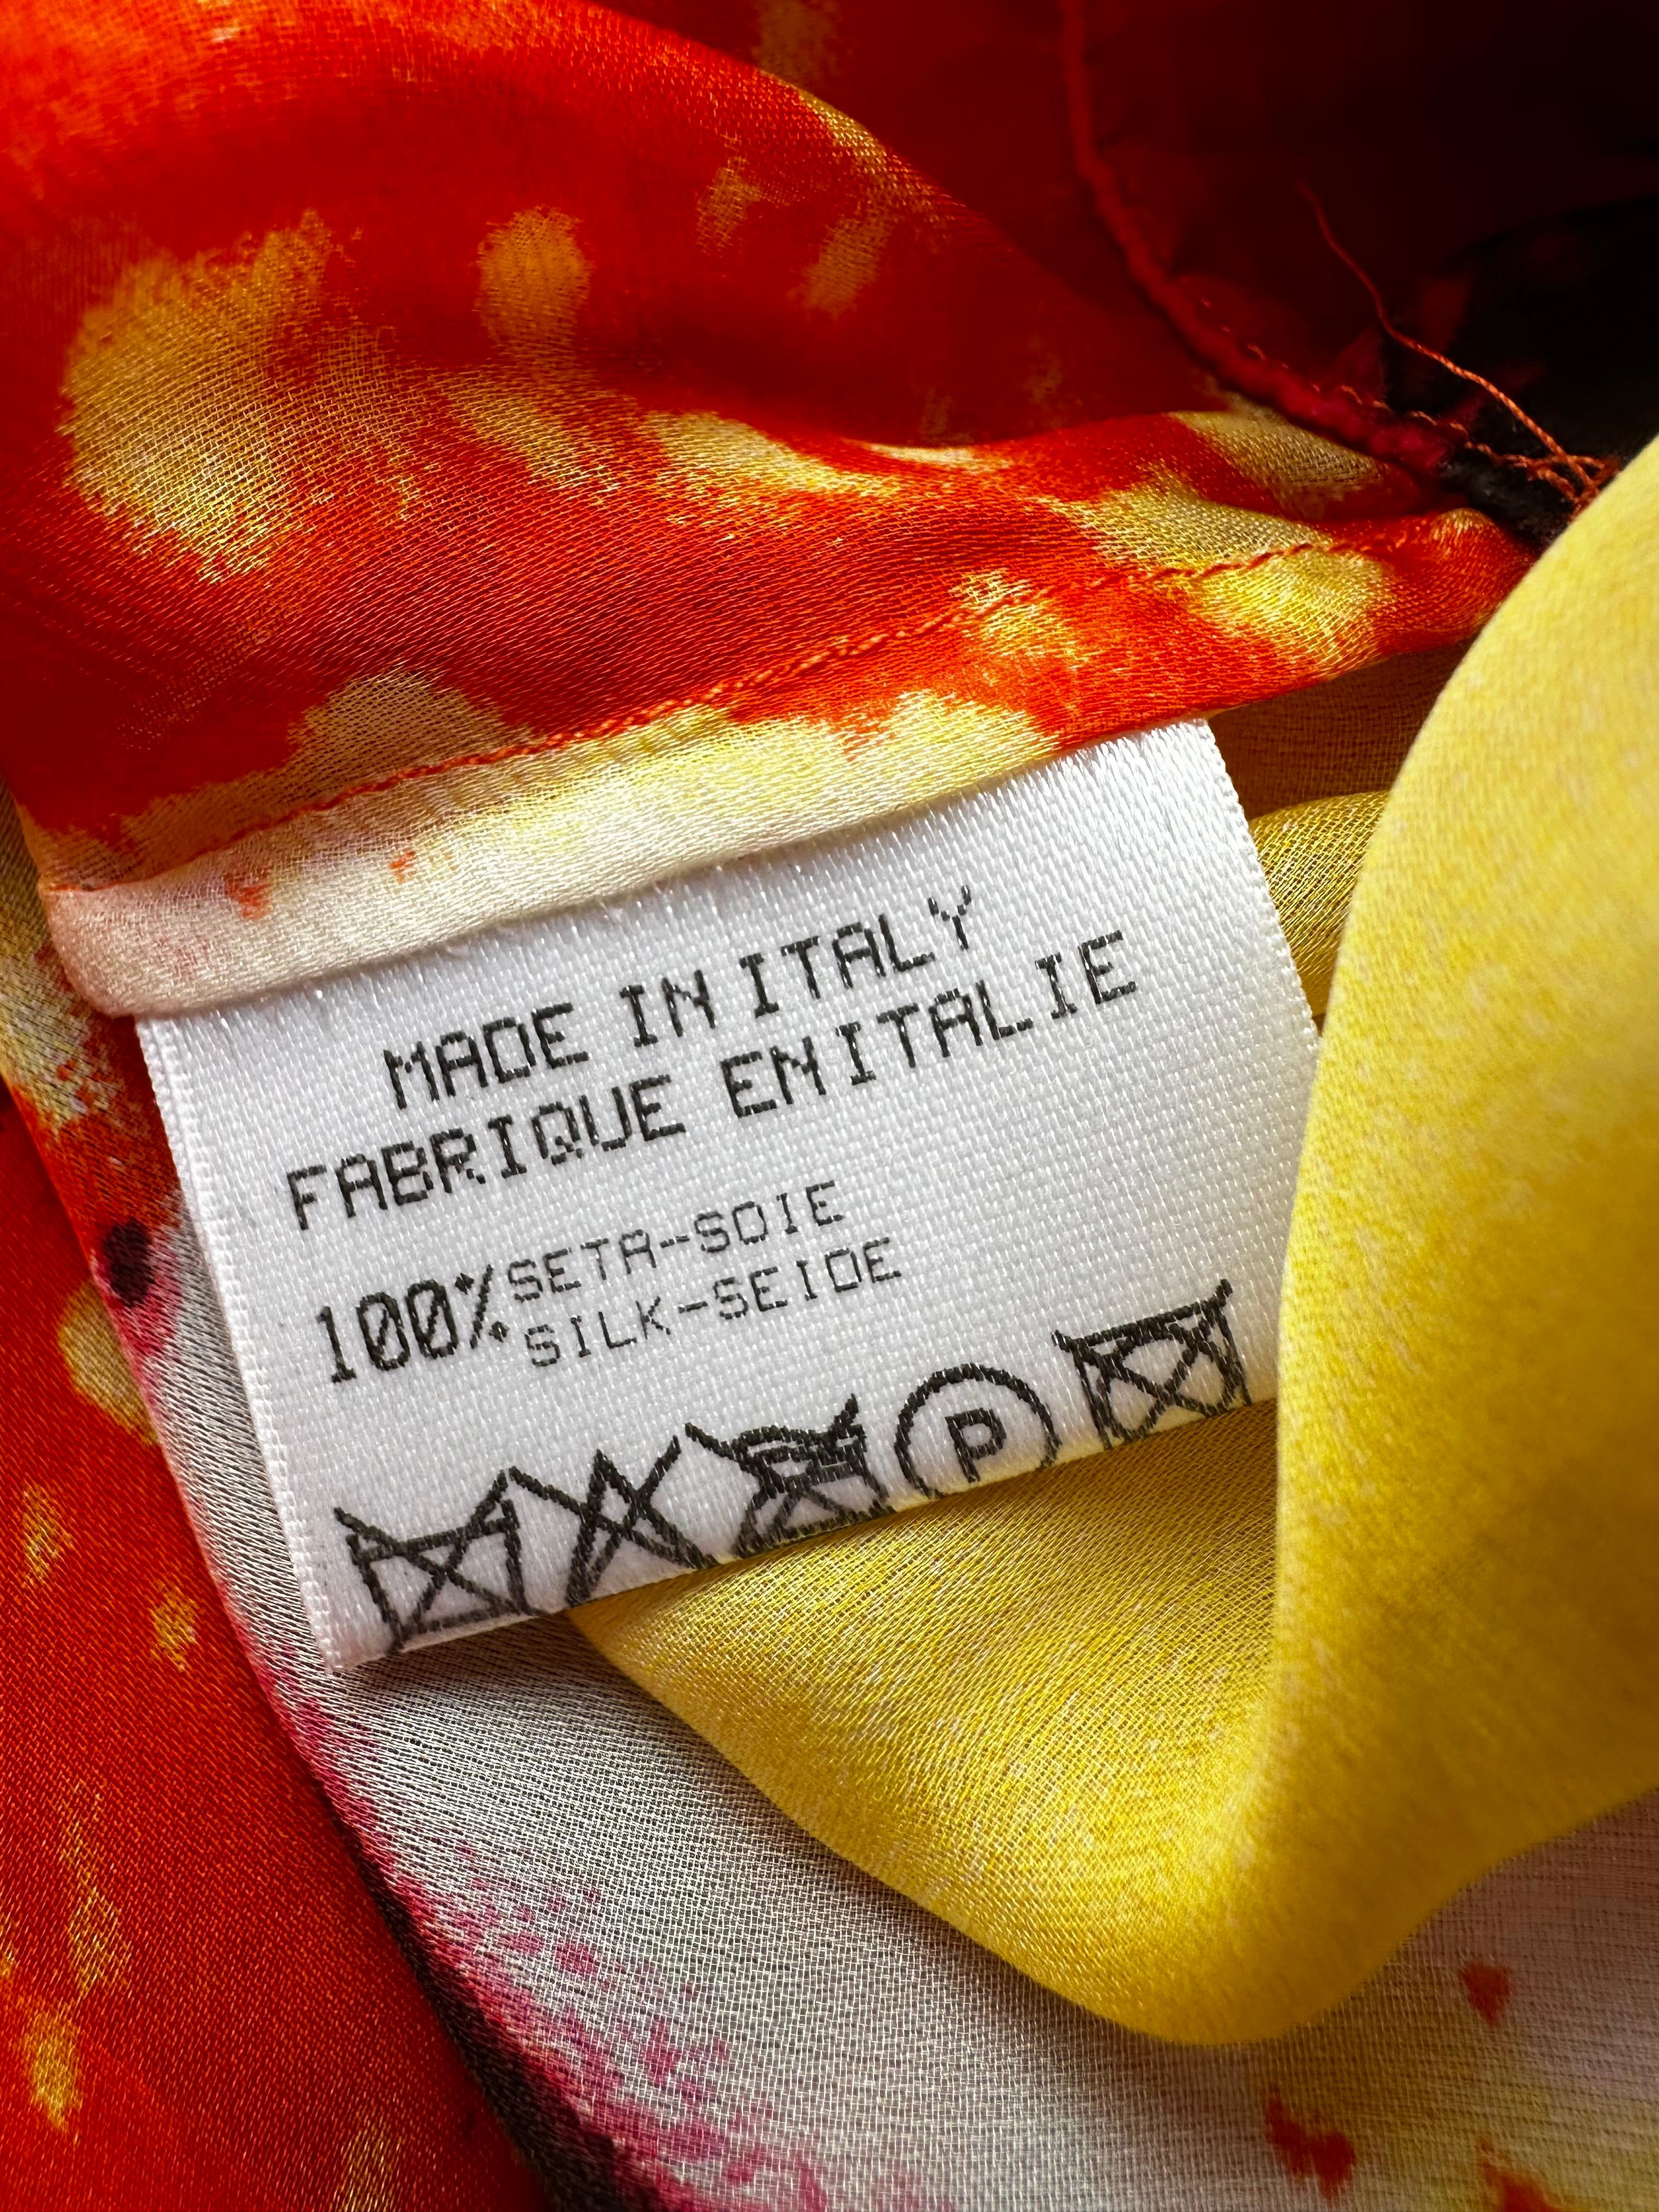 MADE IN ITALY
FABRIQUE EN ITALIE
100% SETA-SOIE
SILK-SEIDE
P